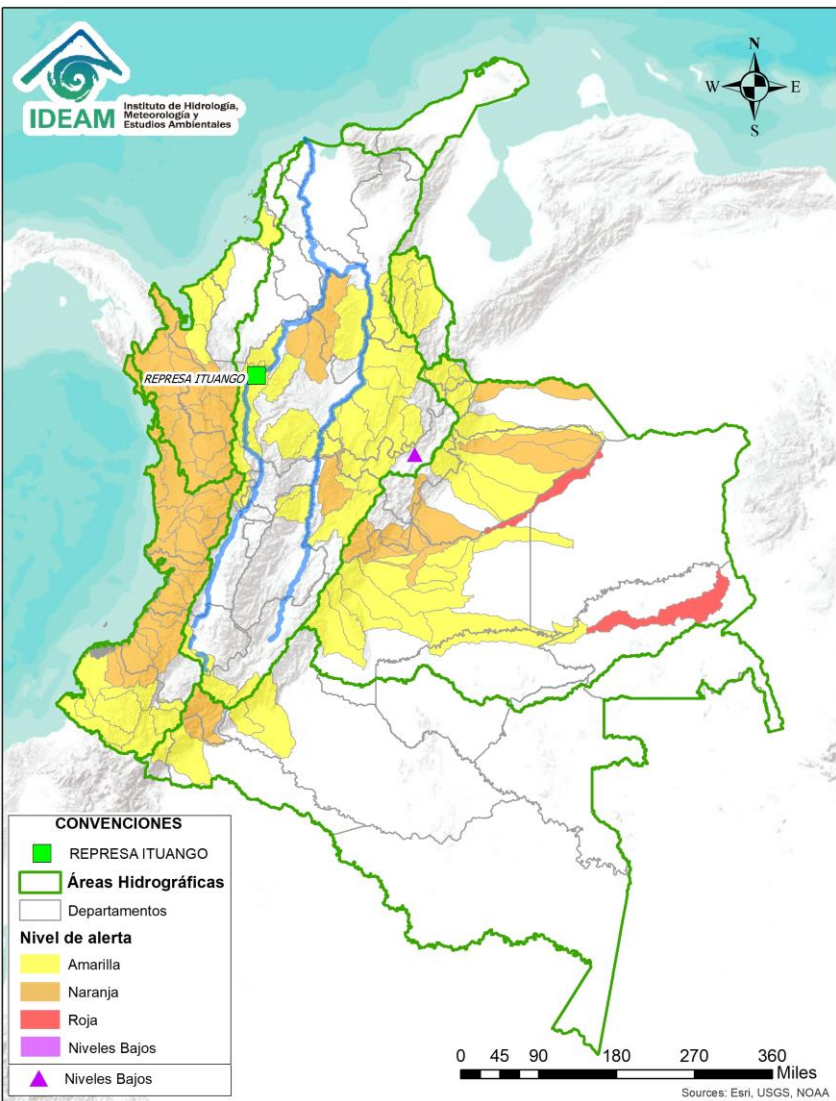 IDEAM
Instituto de Hidrología,
Meteorología y
Estudios Ambientales
N
W
E
S
REPRESA ITUANGO
CONVENCIONES
REPRESA ITUANGO
Áreas Hidrográficas
Departamentos
Nivel de alerta
Amarilla
Naranja
Roja
Niveles Bajos
Niveles Bajos
0 45 90 180 270 360
Miles
Sources: Esri, USGS, NOAA